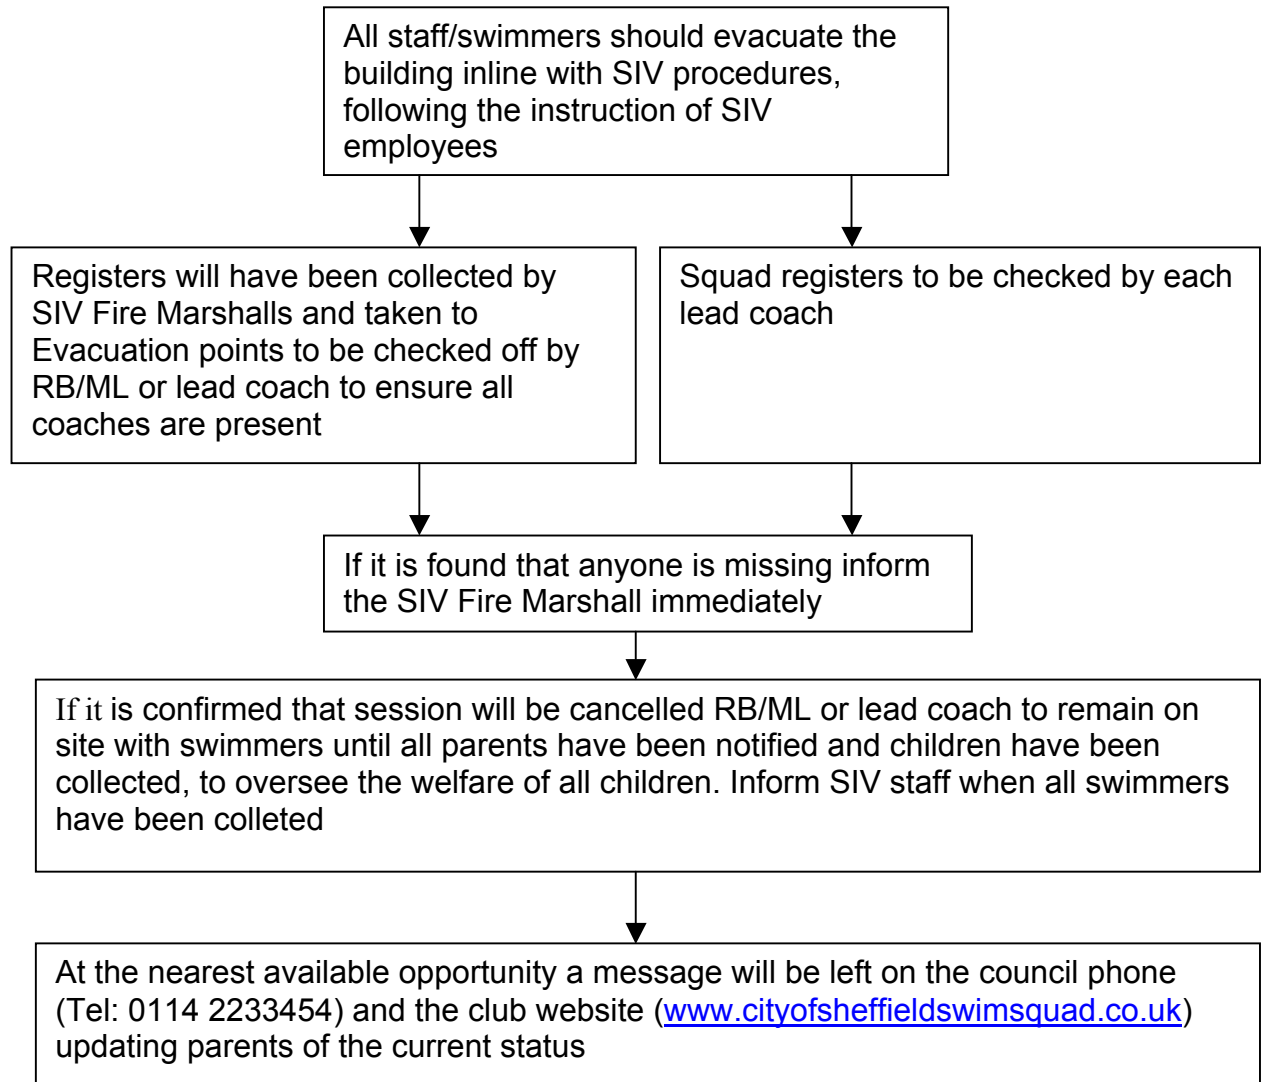 All staff/swimmers should evacuate the
building inline with SIV procedures,
following the instruction of SIV
employees
Registers will have been collected by
SIV Fire Marshalls and taken to
Evacuation points to be checked off by
RB/ML or lead coach to ensure all
coaches are present
Squad registers to be checked by each
lead coach
If it is found that anyone is missing inform
the SIV Fire Marshall immediately
If it is confirmed that session will be cancelled RB/ML or lead coach to remain on
site with swimmers until all parents have been notified and children have been
collected, to oversee the welfare of all children. Inform SIV staff when all swimmers
have been colleted
At the nearest available opportunity a message will be left on the council phone
(Tel: 0114 2233454) and the club website (www.cityofsheffieldswimsquad.co.uk)
updating parents of the current status